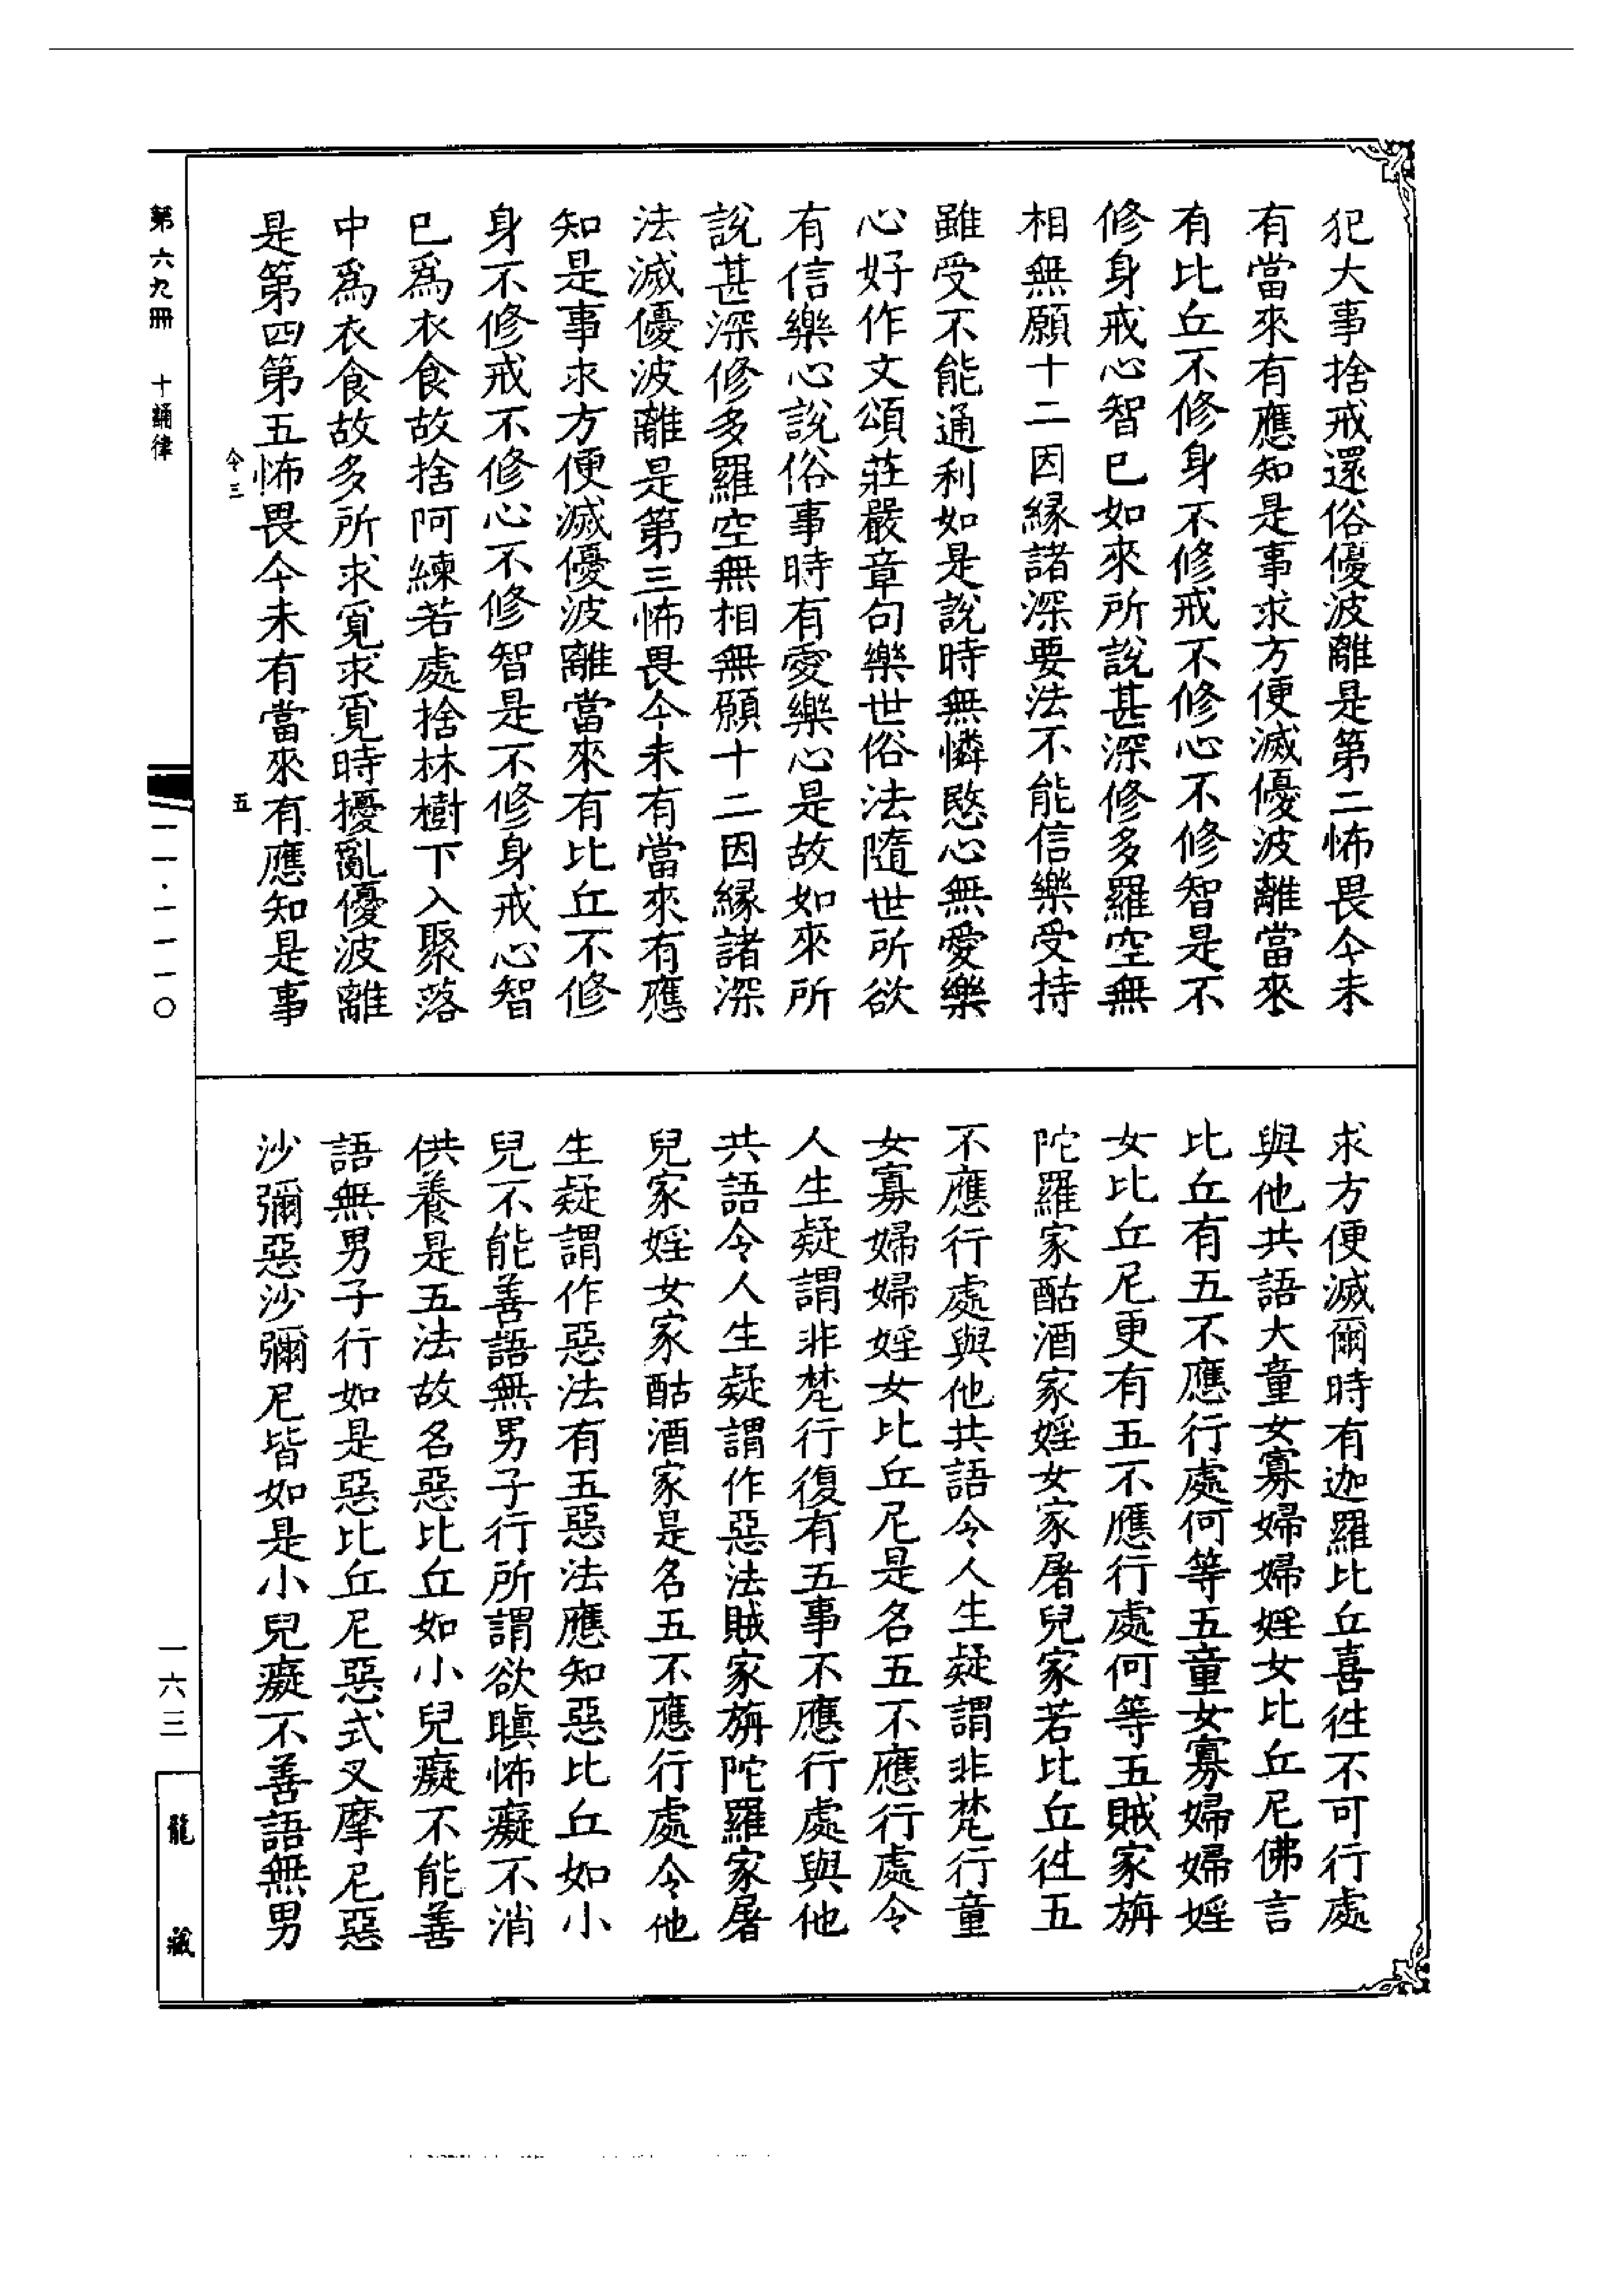 犯大事捨戒還俗優波離是第二怖畏今未
有當來有應知是事求方便滅優波離當來
有比丘不修身不修戒不修心不修智是不
修身戒心智已如來所說甚深修多羅空無
相無願十二因緣諸深要法不能信樂受持
雖受不能通利如是說時無憐愍心無愛樂
心好作文頌莊嚴章句樂世俗法隨世所欲
有信樂心說俗事時有愛樂心是故如來所
說甚深修多羅空無相無願十二因緣諸深
法滅優波離是第三怖畏今未有當來有應
知是事求方便滅優波離當來有比丘不修
身不修戒不修心不修智是不修身戒心智
已爲衣食故捨阿練若處捨林樹下入聚落
中爲衣食故多所求覓求覓時擾亂優波離
是第四第五怖畏今未有當來有應知是事
求方便滅爾時有迦羅比丘喜徃不可行處
與他共語大童女寡婦婦婬女比丘尼佛言
比丘有五不應行處何等五童女寡婦婦婬
女比丘尼更有五不應行處何等五賊家旃
陀羅家酤酒家婬女家屠兒家若比丘徃五
不應行處與他共語令人生疑謂非梵行童
女寡婦婦婬女比丘尼是名五不應行處令
人生疑謂非梵行復有五事不應行處與他
共語令人生疑謂作惡法賊家旃陀羅家屠
兒家婬女家酤酒家是名五不應行處令他
生疑謂作惡法有五惡法應知惡比丘如小
兒不能善語無男子行所謂欲瞋怖癡不消
供養是五法故名惡比丘如小兒癡不能善
語無男子行如是惡比丘尼惡式叉摩尼惡
沙彌惡沙彌尼皆如是小兒癡不善語無男
令三 五
第六九冊 十誦律
一一·一一一〇
一六三
龍藏